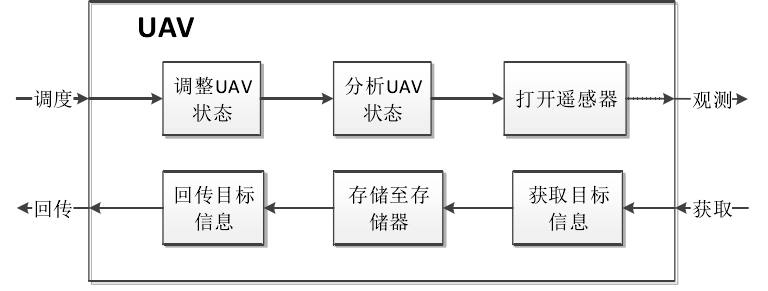 UAV
调度
调整UAV
状态
分析UAV
状态
打开遥感器
观测
回传
回传目标
信息
存储至存
储器
获取目标
信息
获取